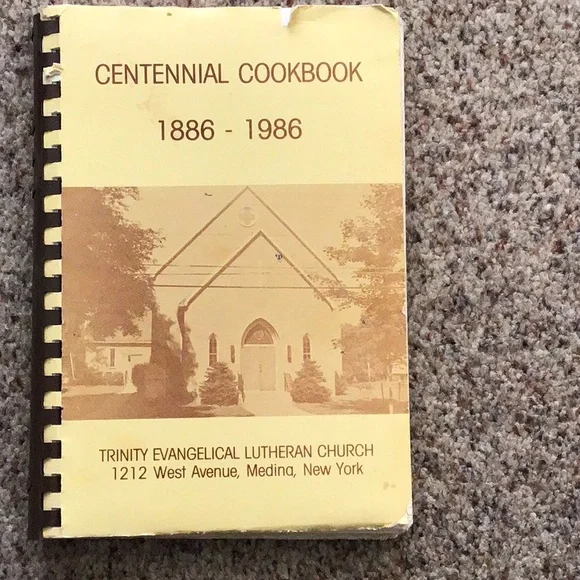 CENTENNIAL COOKBOOK
1886 - 1986
TRINITY EVANGELICAL LUTHERAN CHURCH
1212 West Avenue, Medina, New York